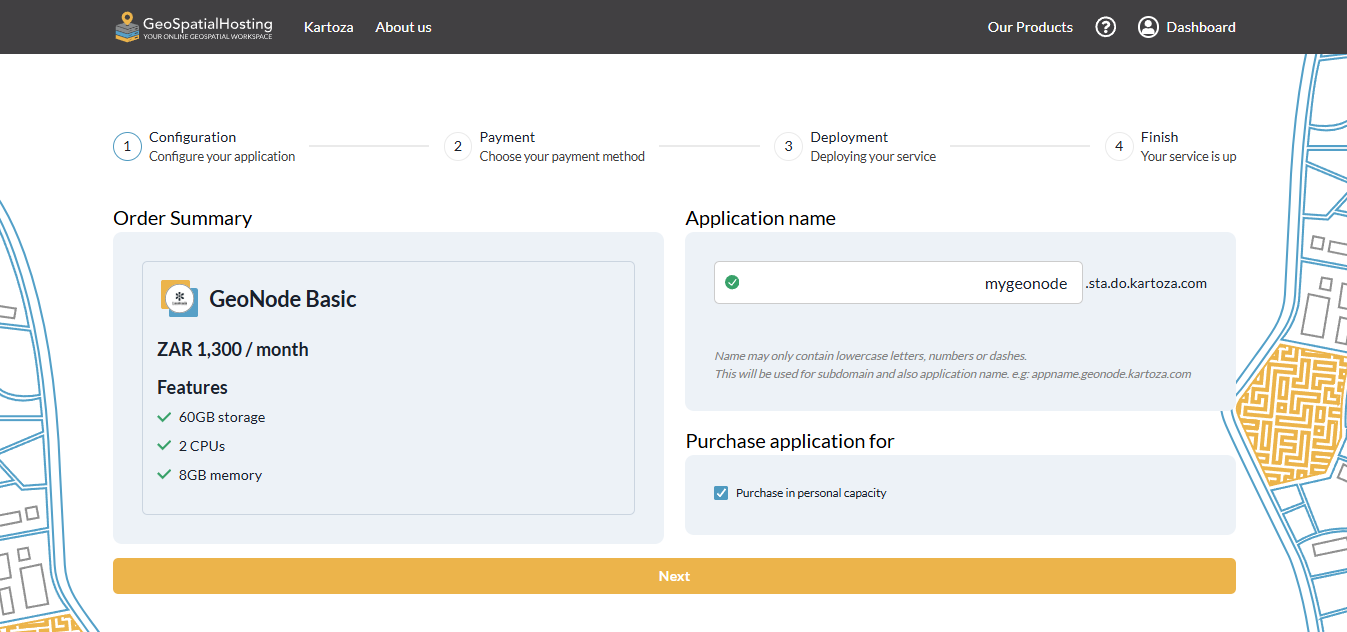 GeoSpatialHosting
YOUR ONLINE GEOSPATIAL WORKSPACE
Kartoza
About us
Our Products
?
Dashboard
1
Configuration
Configure your application
2
Payment
Choose your payment method
3
Deployment
Deploying your service
4
Finish
Your service is up
Order Summary
GeoNode Basic
ZAR 1,300 / month
Features
60GB storage
2 CPUs
8GB memory
Application name
mygeonode
.sta.do.kartoza.com
Name may only contain lowercase letters, numbers or dashes.
This will be used for subdomain and also application name. e.g: appname.geonode.kartoza.com
Purchase application for
Purchase in personal capacity
Next